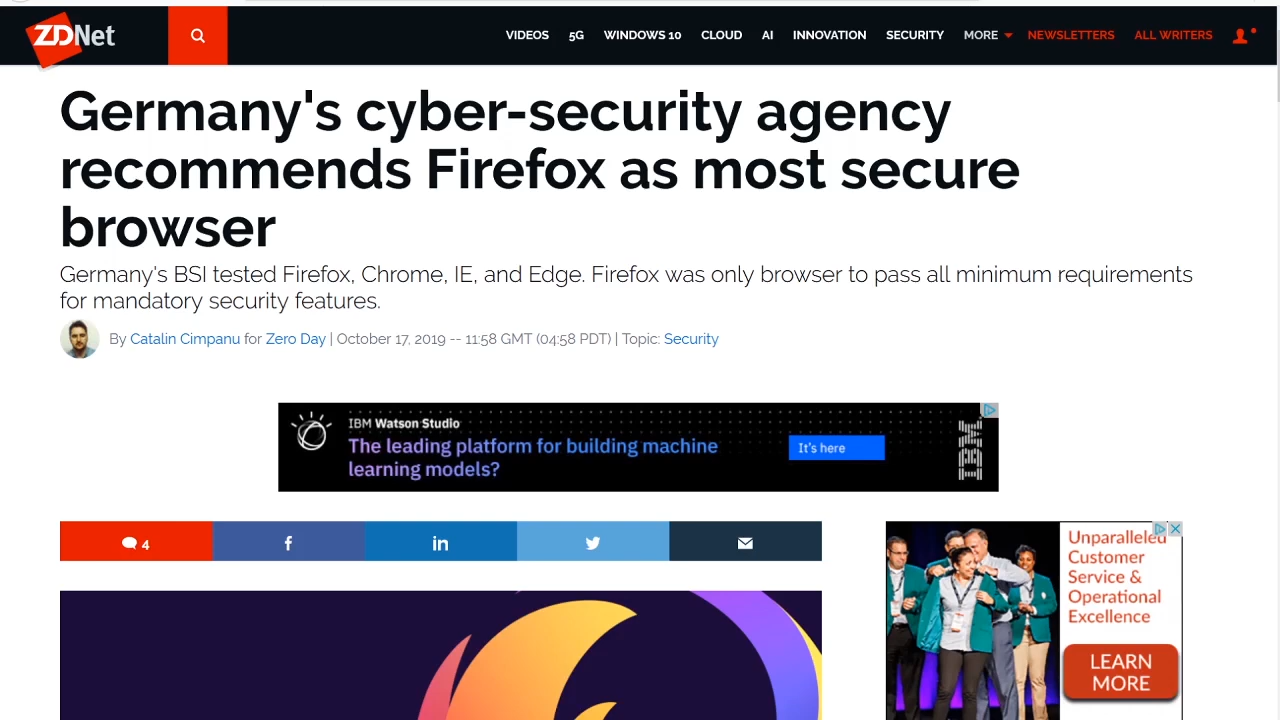 ZDNet
VIDEOS 5G WINDOWS 10 CLOUD AI INNOVATION SECURITY MORE NEWSLETTERS ALL WRITERS
Germany's cyber-security agency
recommends Firefox as most secure
browser
Germany's BSI tested Firefox, Chrome, IE, and Edge. Firefox was only browser to pass all minimum requirements
for mandatory security features.
By Catalin Cimpanu for Zero Day | October 17, 2019 -- 11:58 GMT (04:58 PDT) | Topic: Security
IBM Watson Studio
The leading platform for building machine
learning models?
It's here
IBM
4
Unparalleled
Customer
Service &
Operational
Excellence
LEARN
MORE